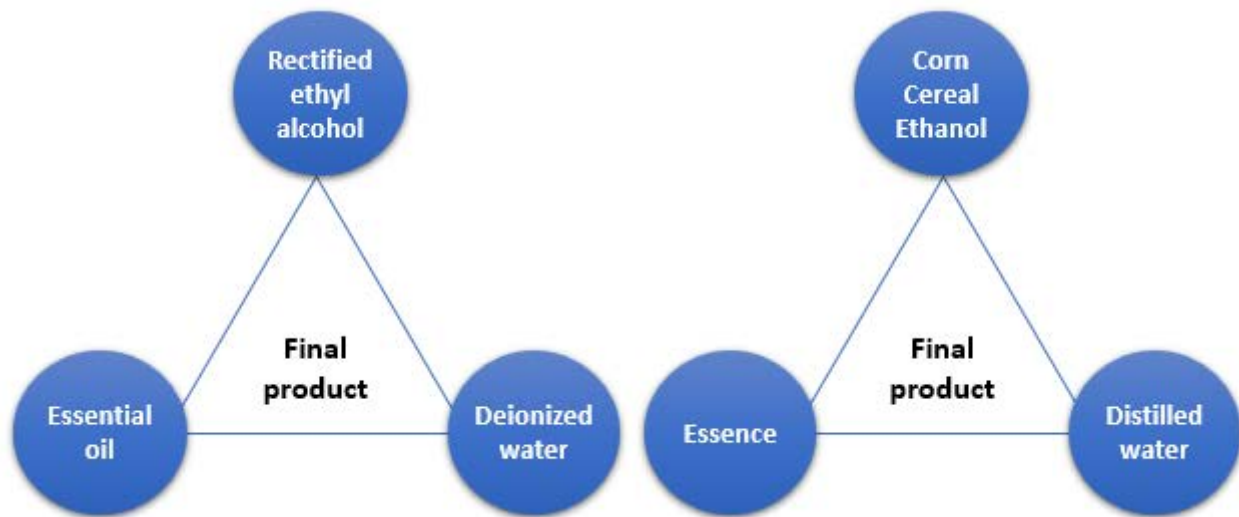 Rectified
ethyl
alcohol
Final
product
Essential
oil
Deionized
water
Corn
Cereal
Ethanol
Final
product
Essence
Distilled
water